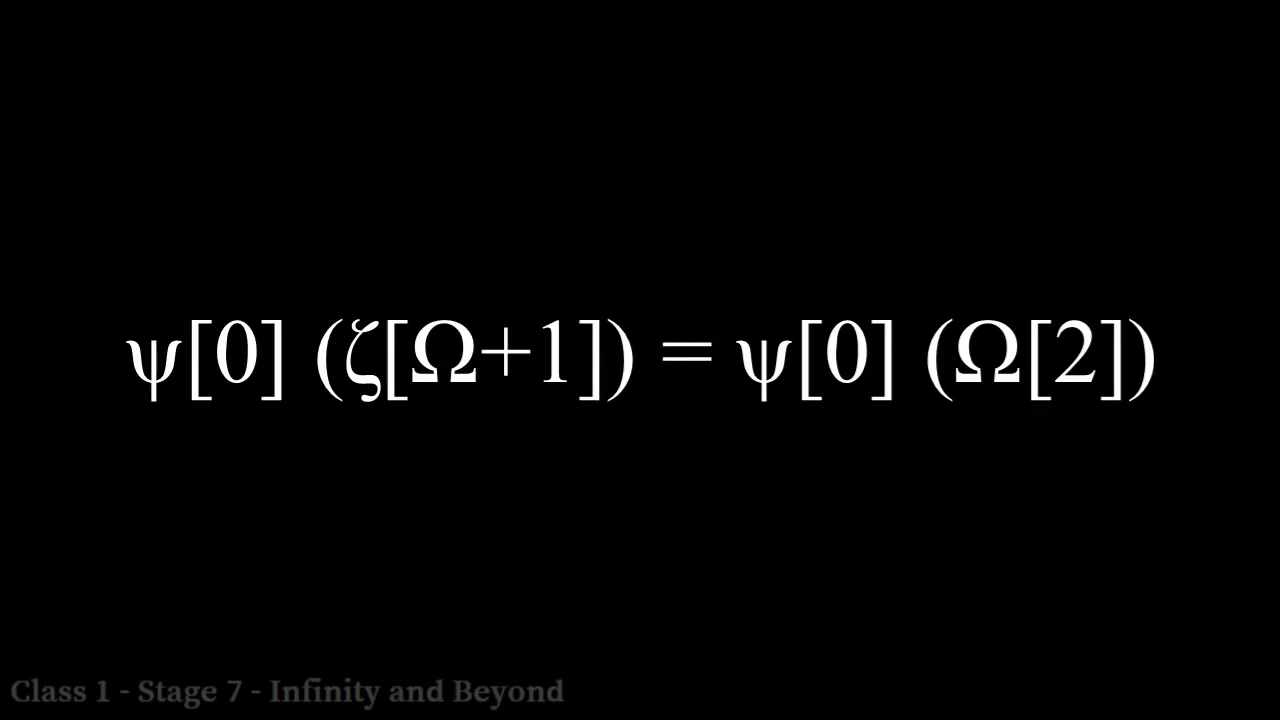 ψ[0] (ζ[Ω+1]) = ψ[0] (Ω[2])
Class 1 - Stage 7 - Infinity and Beyond